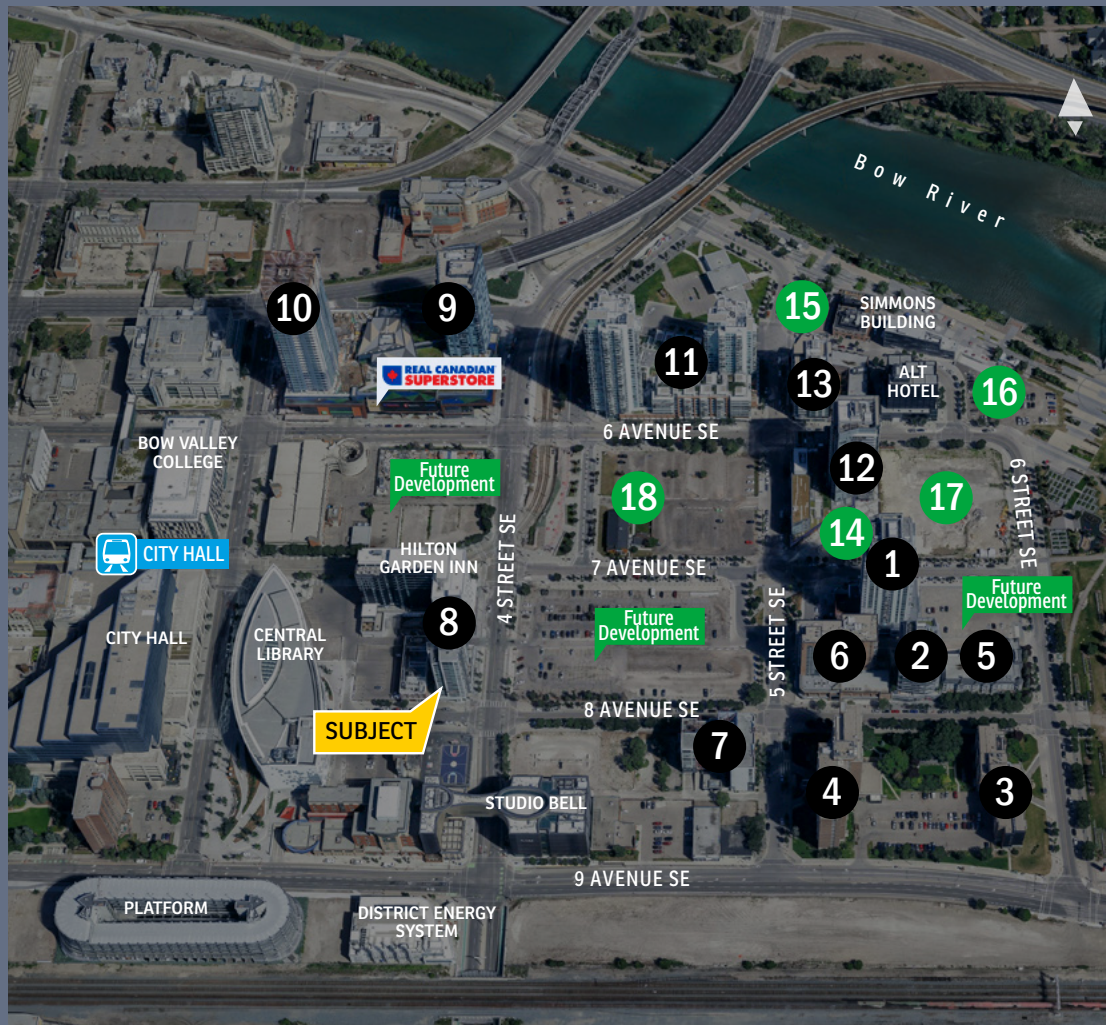 Bow River
15
SIMMONS
BUILDING
10
9
11
13
ALT
HOTEL
16
REAL CANADIAN
SUPERSTORE
6 AVENUE SE
BOW VALLEY
COLLEGE
Future
Development
12
18
17
6 STREET SE
14
CITY HALL
HILTON
GARDEN INN
4 STREET SE
7 AVENUE SE
1
Future
Development
5 STREET SE
CITY HALL
CENTRAL
LIBRARY
8
Future
Development
6
2
5
SUBJECT
8 AVENUE SE
7
4
3
STUDIO BELL
9 AVENUE SE
PLATFORM
DISTRICT ENERGY
SYSTEM